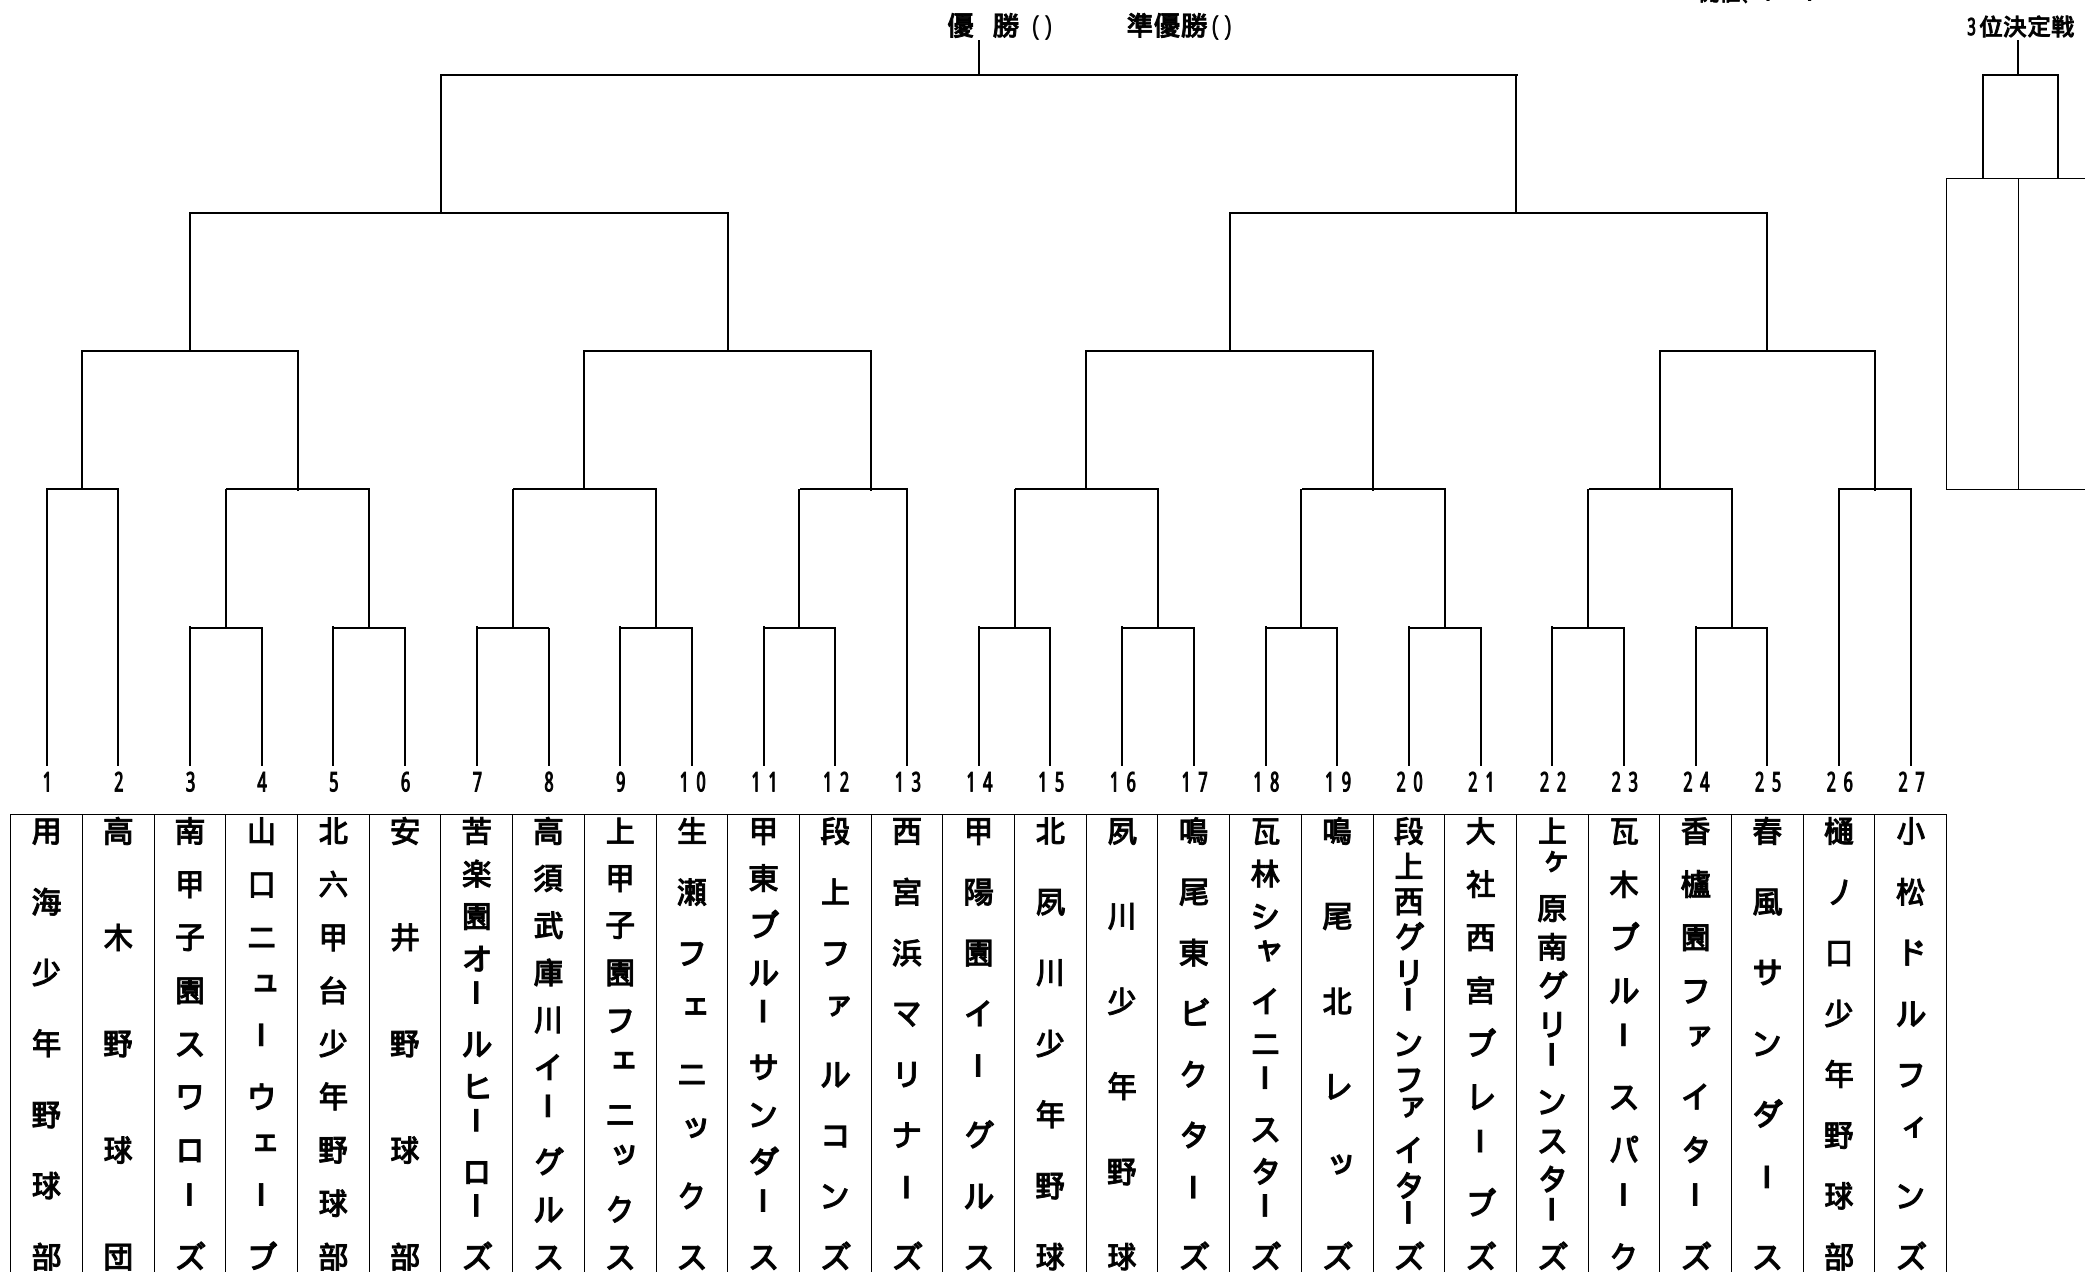 優 勝 () 準優勝()
3位決定戦
1 2 3 4 5 6 7 8 9 10 11 12 13 14 15 16 17 18 19 20 21 22 23 24 25 26 27
用海少年野球部
高木野球団
南甲子園スワローズ
山口ニューウェーブ
北六甲台少年野球部
安井野球部
苦楽園オールヒーローズ
高須武庫川イーグルス
上甲子園フェニックス
生瀬フェニックス
甲東ブルーサンダース
段上ファルコンズ
西宮浜マリナーズ
甲陽園イーグルス
北夙川少年野球
夙川少年野球
鳴尾東ビクターズ
瓦林シャイニースターズ
鳴尾北レッズ
段上西グリーンファイターズ
大社西宮ブレーブズ
上ヶ原南グリーンスターズ
瓦木ブルースパーク
香櫨園ファイターズ
春風サンダース
樋ノ口少年野球部
小松ドルフィンズ